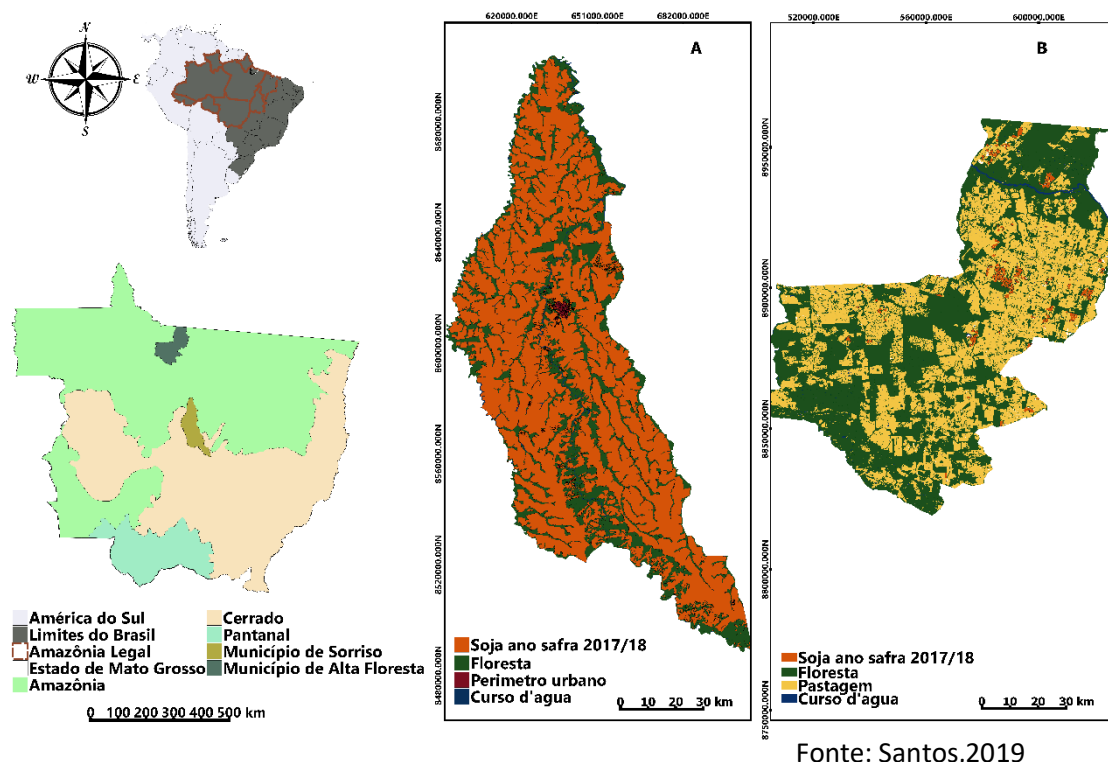 N
W
E
S
América do Sul
Limites do Brasil
Amazônia Legal
Estado de Mato Grosso
Amazônia
Cerrado
Pantanal
Município de Sorriso
Município de Alta Floresta
0 100 200 300 400 500 km
620000.000E 651000.000E 682000.000E
A
8680000.000N
8640000.000N
8600000.000N
8560000.000N
8520000.000N
8480000.000N
Soja ano safra 2017/18
Floresta
Perimetro urbano
Curso d'agua
0 10 20 30 km
520000.000E 560000.000E 600000.000E
B
8950000.000N
8900000.000N
8850000.000N
8800000.000N
8750000.000N
Soja ano safra 2017/18
Floresta
Pastagem
Curso d'agua
0 10 20 30 km
Fonte: Santos,2019